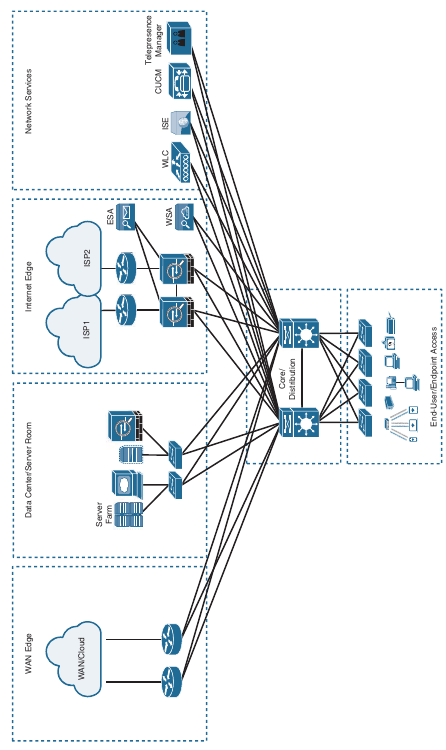 WAN Edge
WAN/Cloud
Data Center/Server Room
Server
Farm
Internet Edge
ISP1
ISP2
ESA
WSA
Network Services
WLC
ISE
CUCM
Telepresence
Manager
Core/
Distribution
End-User/Endpoint Access